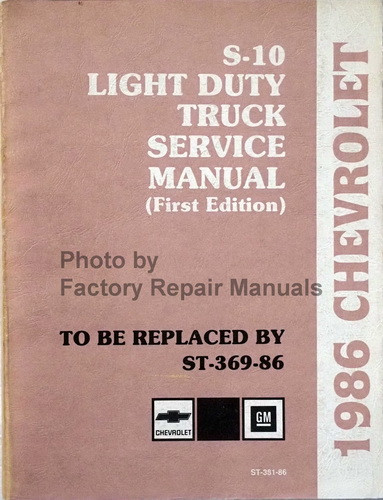 S-10
LIGHT DUTY
TRUCK
SERVICE
MANUAL
(First Edition)
Photo by
Factory Repair Manuals
TO BE REPLACED BY
ST-369-86
CHEVROLET
GM
ST-351-86
1986 CHEVROLET